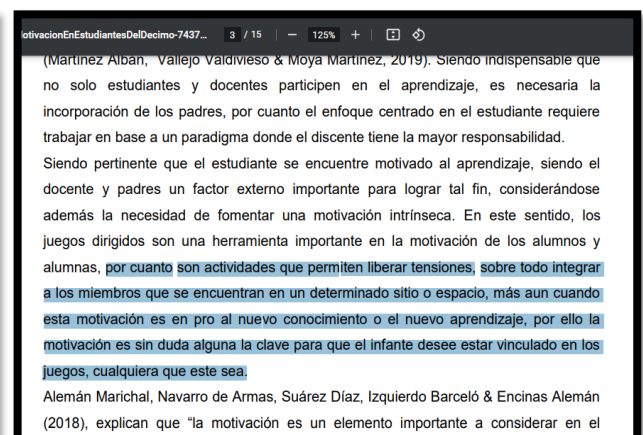 otivacionEnEstudiantesDelDecimo-7437... 3 / 15 — 125% +
(Martínez Albán, Vallejo Valdivieso & Moya Martínez, 2019). Siendo indispensable que
no solo estudiantes y docentes participen en el aprendizaje, es necesaria la
incorporación de los padres, por cuanto el enfoque centrado en el estudiante requiere
trabajar en base a un paradigma donde el discente tiene la mayor responsabilidad.
Siendo pertinente que el estudiante se encuentre motivado al aprendizaje, siendo el
docente y padres un factor externo importante para lograr tal fin, considerándose
además la necesidad de fomentar una motivación intrínseca. En este sentido, los
juegos dirigidos son una herramienta importante en la motivación de los alumnos y
alumnas, por cuanto son actividades que permiten liberar tensiones, sobre todo integrar
a los miembros que se encuentran en un determinado sitio o espacio, más aun cuando
esta motivación es en pro al nuevo conocimiento o el nuevo aprendizaje, por ello la
motivación es sin duda alguna la clave para que el infante desee estar vinculado en los
juegos, cualquiera que este sea.
Alemán Marichal, Navarro de Armas, Suárez Díaz, Izquierdo Barceló & Encinas Alemán
(2018), explican que “la motivación es un elemento importante a considerar en el